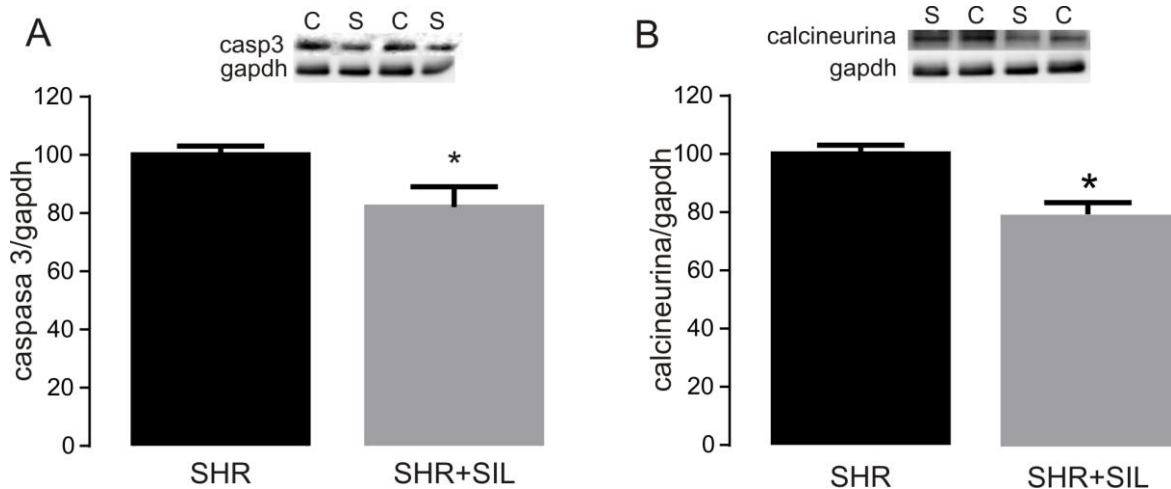 A
C S C S
casp3
gapdh
caspasa 3/gapdh
120
100
80
60
40
20
0
*
SHR
SHR+SIL
B
S C S C
calcineurina
gapdh
calcineurina/gapdh
120
100
80
60
40
20
0
*
SHR
SHR+SIL